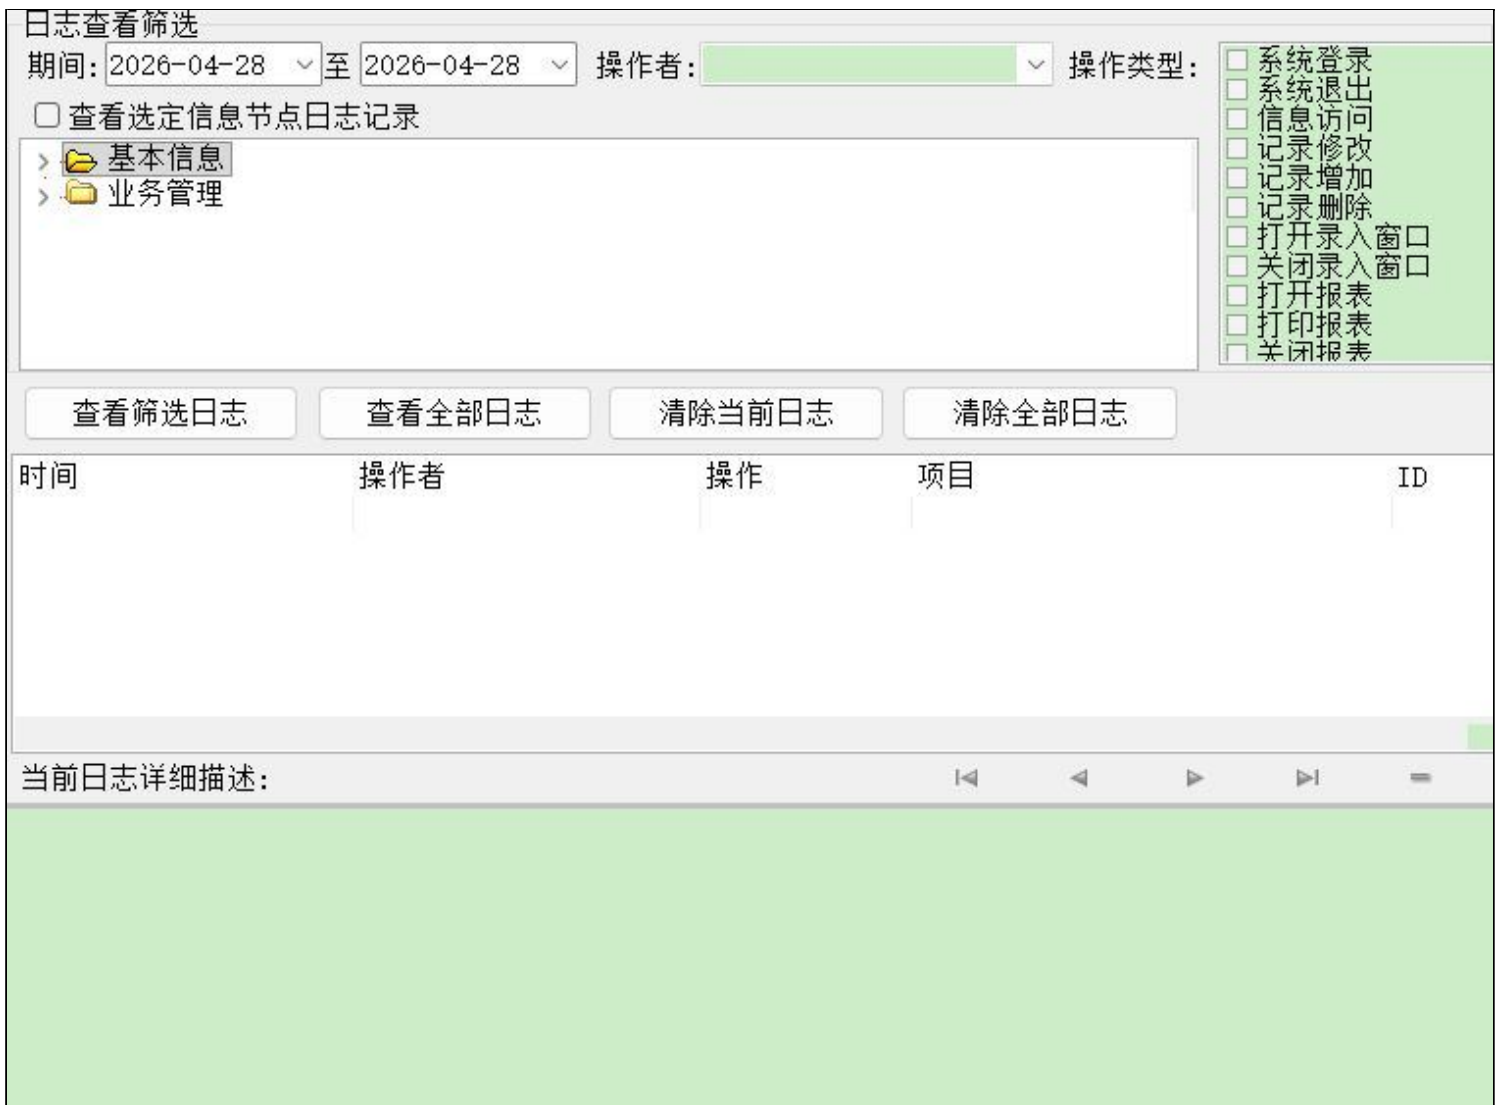 日志查看筛选
期间: 2026-04-28 至 2026-04-28 操作者: 操作类型:
系统登录
系统退出
信息访问
记录修改
记录增加
记录删除
打开录入窗口
关闭录入窗口
打开报表
打印报表
关闭报表
查看选定信息节点日志记录
基本信息
业务管理
查看筛选日志 查看全部日志 清除当前日志 清除全部日志
时间 操作者 操作 项目 ID
当前日志详细描述: